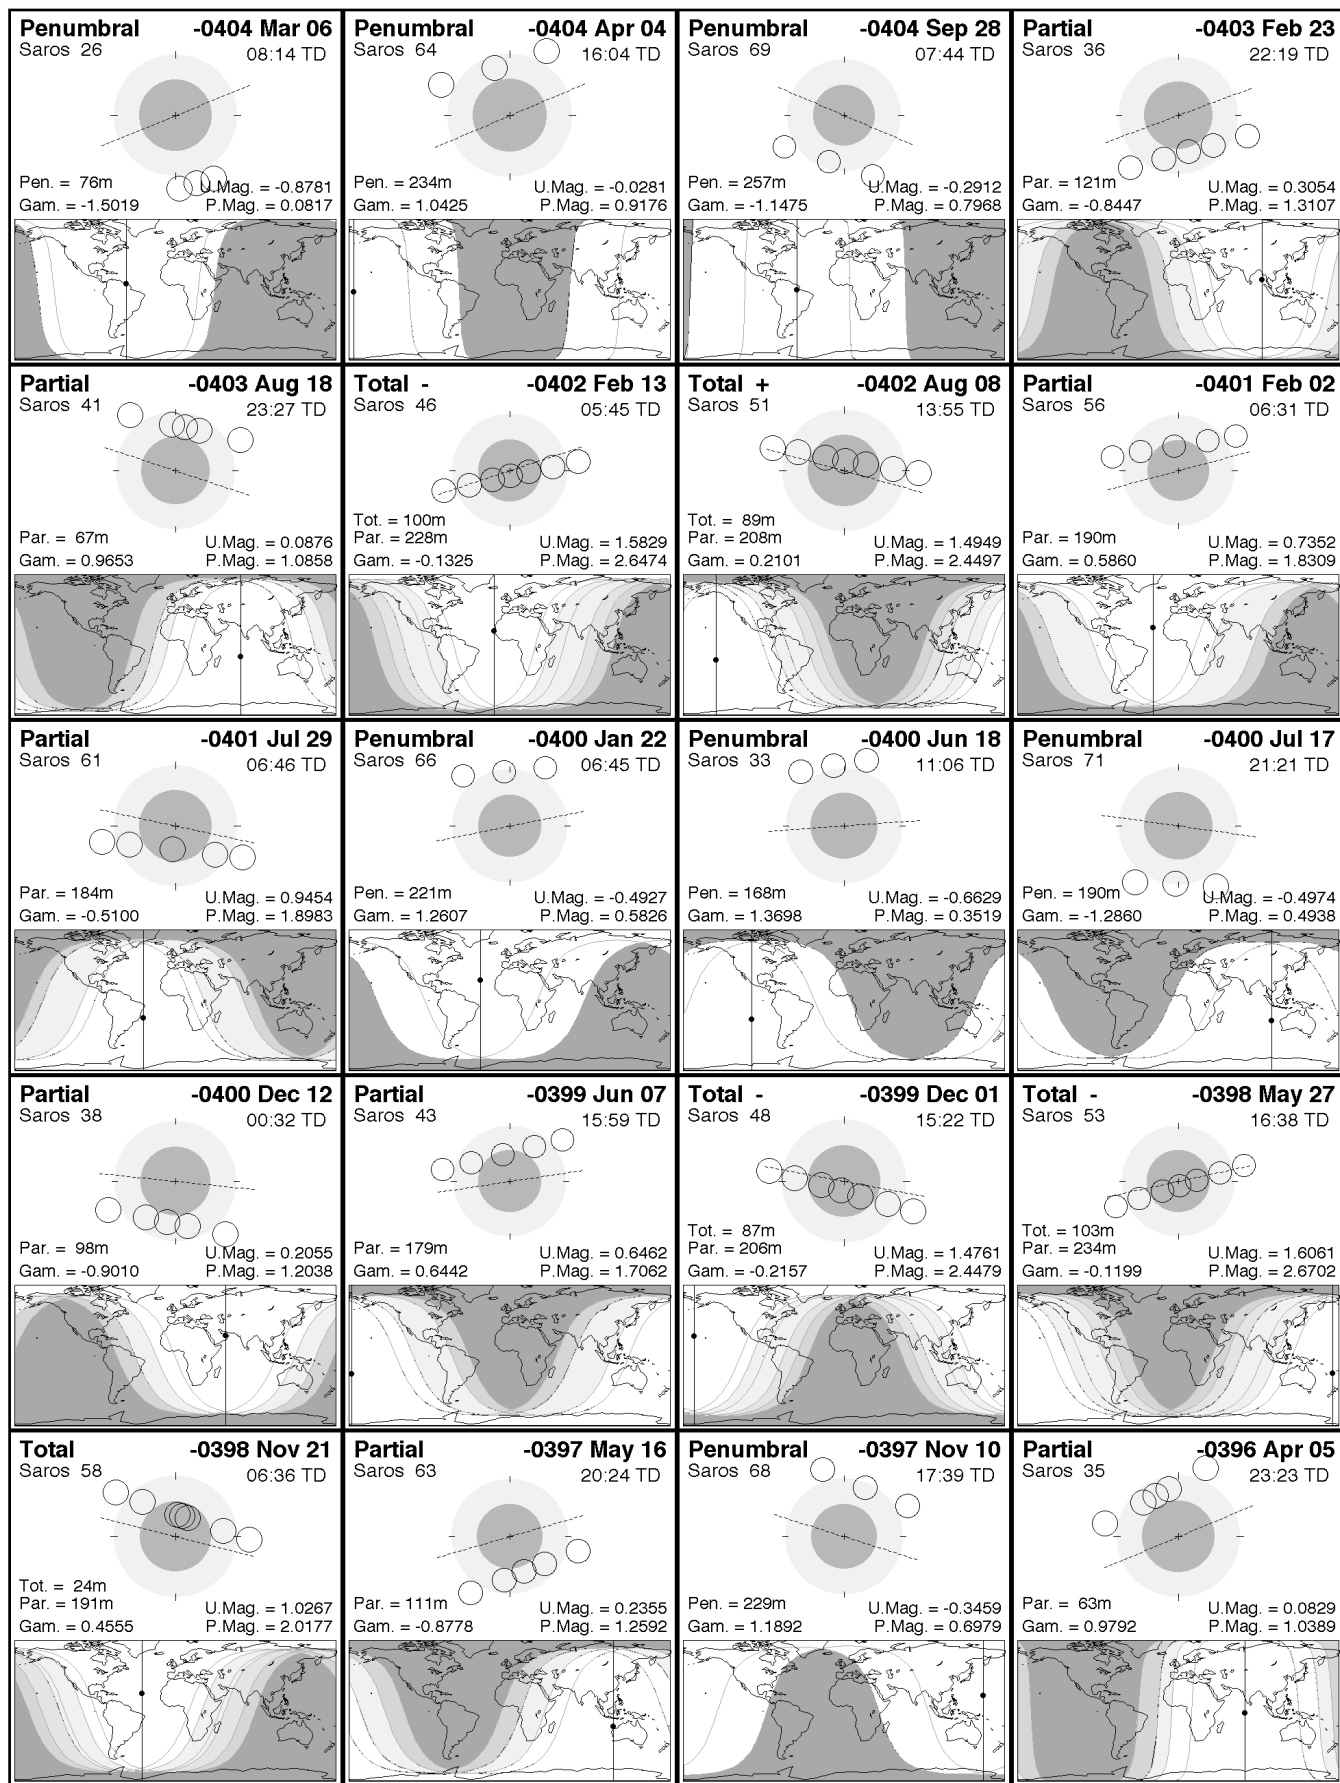 Penumbral -0404 Mar 06
Saros 26 08:14 TD
Pen. = 76m U.Mag. = -0.8781
Gam. = -1.5019 P.Mag. = 0.0817
Penumbral -0404 Apr 04
Saros 64 16:04 TD
Pen. = 234m U.Mag. = -0.0281
Gam. = 1.0425 P.Mag. = 0.9176
Penumbral -0404 Sep 28
Saros 69 07:44 TD
Pen. = 257m U.Mag. = -0.2912
Gam. = -1.1475 P.Mag. = 0.7968
Partial -0403 Feb 23
Saros 36 22:19 TD
Par. = 121m U.Mag. = 0.3054
Gam. = -0.8447 P.Mag. = 1.3107
Partial -0403 Aug 18
Saros 41 23:27 TD
Par. = 67m U.Mag. = 0.0876
Gam. = 0.9653 P.Mag. = 1.0858
Total - -0402 Feb 13
Saros 46 05:45 TD
Tot. = 100m
Par. = 228m U.Mag. = 1.5829
Gam. = -0.1325 P.Mag. = 2.6474
Total + -0402 Aug 08
Saros 51 13:55 TD
Tot. = 89m
Par. = 208m U.Mag. = 1.4949
Gam. = 0.2101 P.Mag. = 2.4497
Partial -0401 Feb 02
Saros 56 06:31 TD
Par. = 190m U.Mag. = 0.7352
Gam. = 0.5860 P.Mag. = 1.8309
Partial -0401 Jul 29
Saros 61 06:46 TD
Par. = 184m U.Mag. = 0.9454
Gam. = -0.5100 P.Mag. = 1.8983
Penumbral -0400 Jan 22
Saros 66 06:45 TD
Pen. = 221m U.Mag. = -0.4927
Gam. = 1.2607 P.Mag. = 0.5826
Penumbral -0400 Jun 18
Saros 33 11:06 TD
Pen. = 168m U.Mag. = -0.6629
Gam. = 1.3698 P.Mag. = 0.3519
Penumbral -0400 Jul 17
Saros 71 21:21 TD
Pen. = 190m U.Mag. = -0.4974
Gam. = -1.2860 P.Mag. = 0.4938
Partial -0400 Dec 12
Saros 38 00:32 TD
Par. = 98m U.Mag. = 0.2055
Gam. = -0.9010 P.Mag. = 1.2038
Partial -0399 Jun 07
Saros 43 15:59 TD
Par. = 179m U.Mag. = 0.6462
Gam. = 0.6442 P.Mag. = 1.7062
Total - -0399 Dec 01
Saros 48 15:22 TD
Tot. = 87m
Par. = 206m U.Mag. = 1.4761
Gam. = -0.2157 P.Mag. = 2.4479
Total - -0398 May 27
Saros 53 16:38 TD
Tot. = 103m
Par. = 234m U.Mag. = 1.6061
Gam. = -0.1199 P.Mag. = 2.6702
Total -0398 Nov 21
Saros 58 06:36 TD
Tot. = 24m
Par. = 191m U.Mag. = 1.0267
Gam. = 0.4555 P.Mag. = 2.0177
Partial -0397 May 16
Saros 63 20:24 TD
Par. = 111m U.Mag. = 0.2355
Gam. = -0.8778 P.Mag. = 1.2592
Penumbral -0397 Nov 10
Saros 68 17:39 TD
Pen. = 229m U.Mag. = -0.3459
Gam. = 1.1892 P.Mag. = 0.6979
Partial -0396 Apr 05
Saros 35 23:23 TD
Par. = 63m U.Mag. = 0.0829
Gam. = 0.9792 P.Mag. = 1.0389